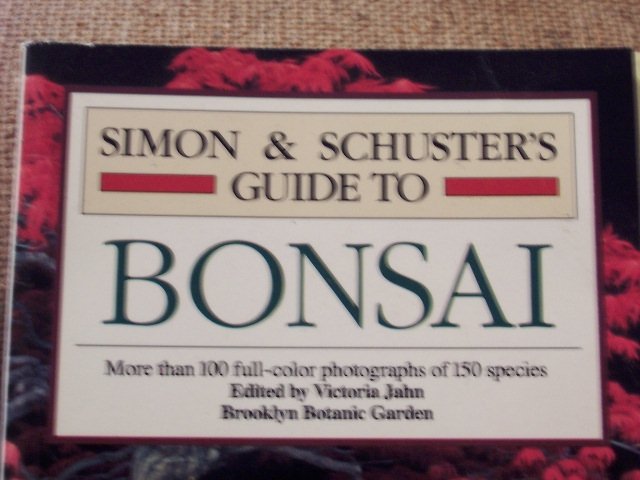 SIMON & SCHUSTER'S
GUIDE TO
BONSAI
More than 100 full-color photographs of 150 species
Edited by Victoria Jahn
Brooklyn Botanic Garden